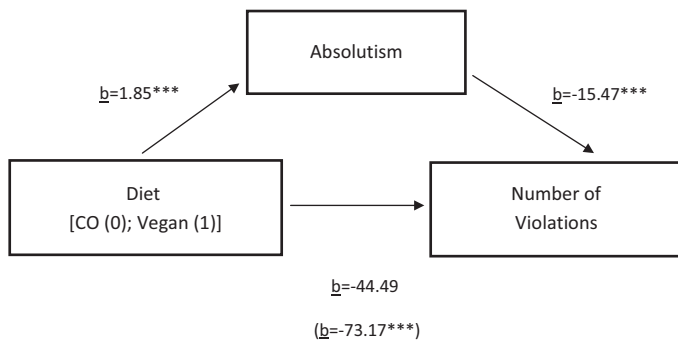 Absolutism
b=1.85***
b=-15.47***
Diet
[CO (0); Vegan (1)]
Number of
Violations
b=-44.49
(b=-73.17***)